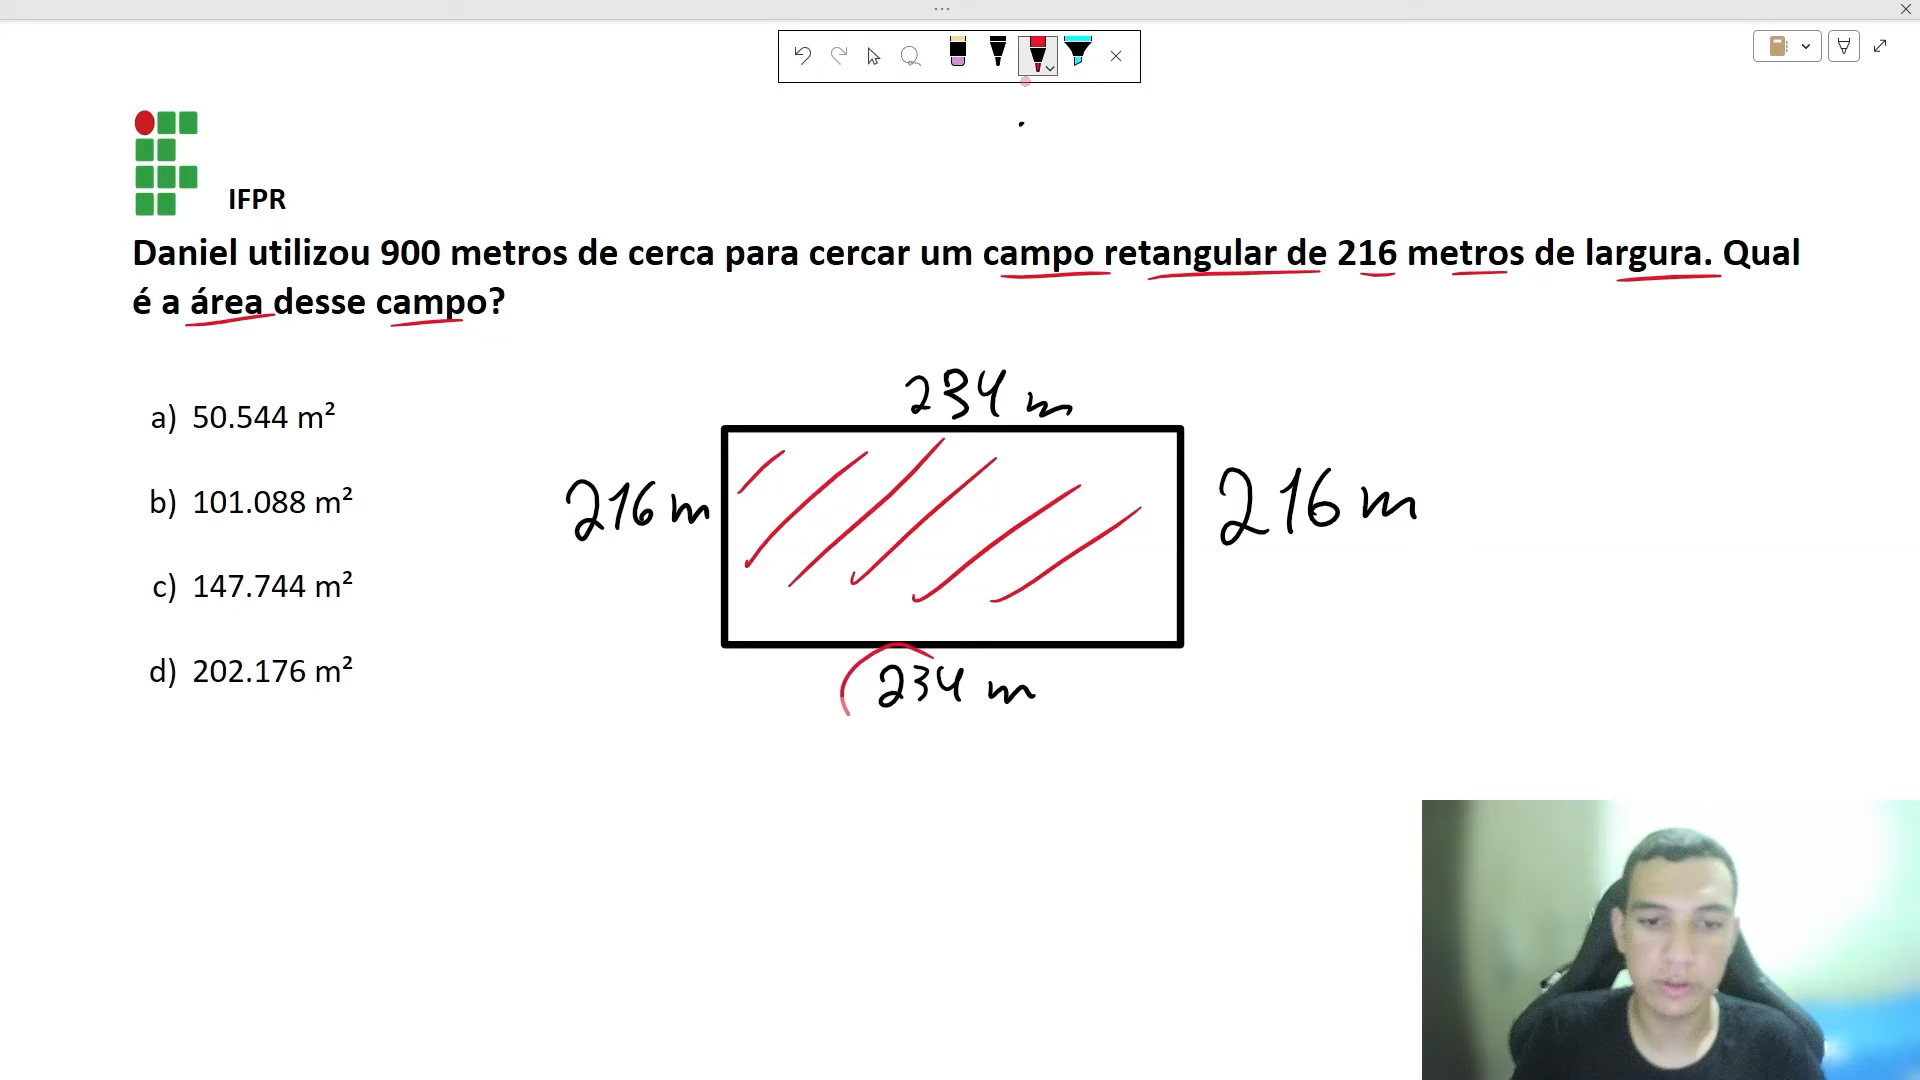 IFPR
Daniel utilizou 900 metros de cerca para cercar um campo retangular de 216 metros de largura. Qual
é a área desse campo?
a) 50.544 m²
b) 101.088 m²
c) 147.744 m²
d) 202.176 m²
234 m
216 m
216 m
234 m